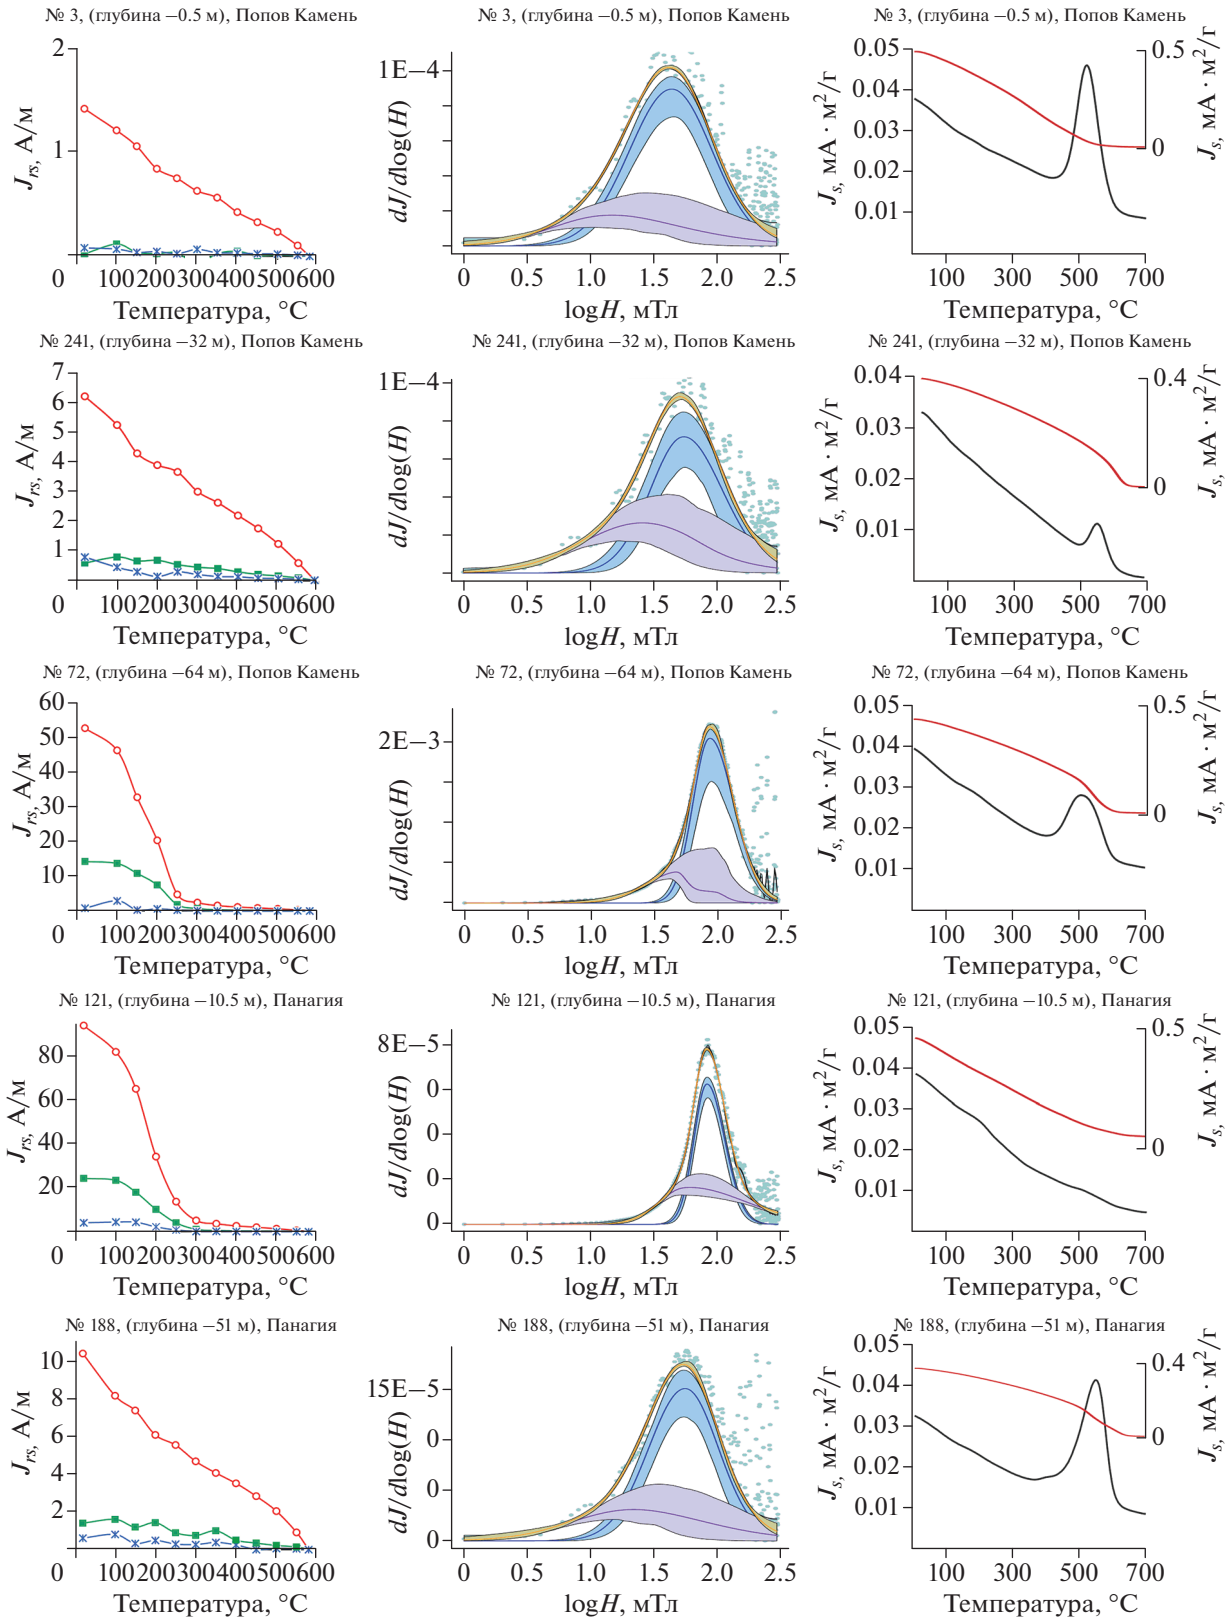 № 3, (глубина –0.5 м), Попов Камень
2
1
0
100200300400500600
Jrs, А/м
Температура, °C
№ 3, (глубина –0.5 м), Попов Камень
1E–4
0 0.5 1.0 1.5 2.0 2.5
dJ/dlog(H)
logH, мТл
№ 3, (глубина –0.5 м), Попов Камень
0.05
0.04
0.03
0.02
0.01
0.5
0
100 300 500 700
Js, мА · м²/г
Js, мА · м²/г
Температура, °C
№ 241, (глубина –32 м), Попов Камень
7
6
5
4
3
2
1
0
100200300400500600
Jrs, А/м
Температура, °C
№ 241, (глубина –32 м), Попов Камень
1E–4
0 0.5 1.0 1.5 2.0 2.5
dJ/dlog(H)
logH, мТл
№ 241, (глубина –32 м), Попов Камень
0.04
0.03
0.02
0.01
0.4
0
100 300 500 700
Js, мА · м²/г
Js, мА · м²/г
Температура, °C
№ 72, (глубина –64 м), Попов Камень
60
50
40
30
20
10
0
100200300400500600
Jrs, А/м
Температура, °C
№ 72, (глубина –64 м), Попов Камень
2E–3
0 0.5 1.0 1.5 2.0 2.5
dJ/dlog(H)
logH, мТл
№ 72, (глубина –64 м), Попов Камень
0.05
0.04
0.03
0.02
0.01
0.5
0
100 300 500 700
Js, мА · м²/г
Js, мА · м²/г
Температура, °C
№ 121, (глубина –10.5 м), Панагия
80
60
40
20
0
100200300400500600
Jrs, А/м
Температура, °C
№ 121, (глубина –10.5 м), Панагия
8E–5
0
0
0
0
0 0.5 1.0 1.5 2.0 2.5
dJ/dlog(H)
logH, мТл
№ 121, (глубина –10.5 м), Панагия
0.05
0.04
0.03
0.02
0.01
0.5
0
100 300 500 700
Js, мА · м²/г
Js, мА · м²/г
Температура, °C
№ 188, (глубина –51 м), Панагия
10
8
6
4
2
0
100200300400500600
Jrs, А/м
Температура, °C
№ 188, (глубина –51 м), Панагия
15E–5
0
0
0
0 0.5 1.0 1.5 2.0 2.5
dJ/dlog(H)
logH, мТл
№ 188, (глубина –51 м), Панагия
0.05
0.04
0.03
0.02
0.01
0.4
0
100 300 500 700
Js, мА · м²/г
Js, мА · м²/г
Температура, °C